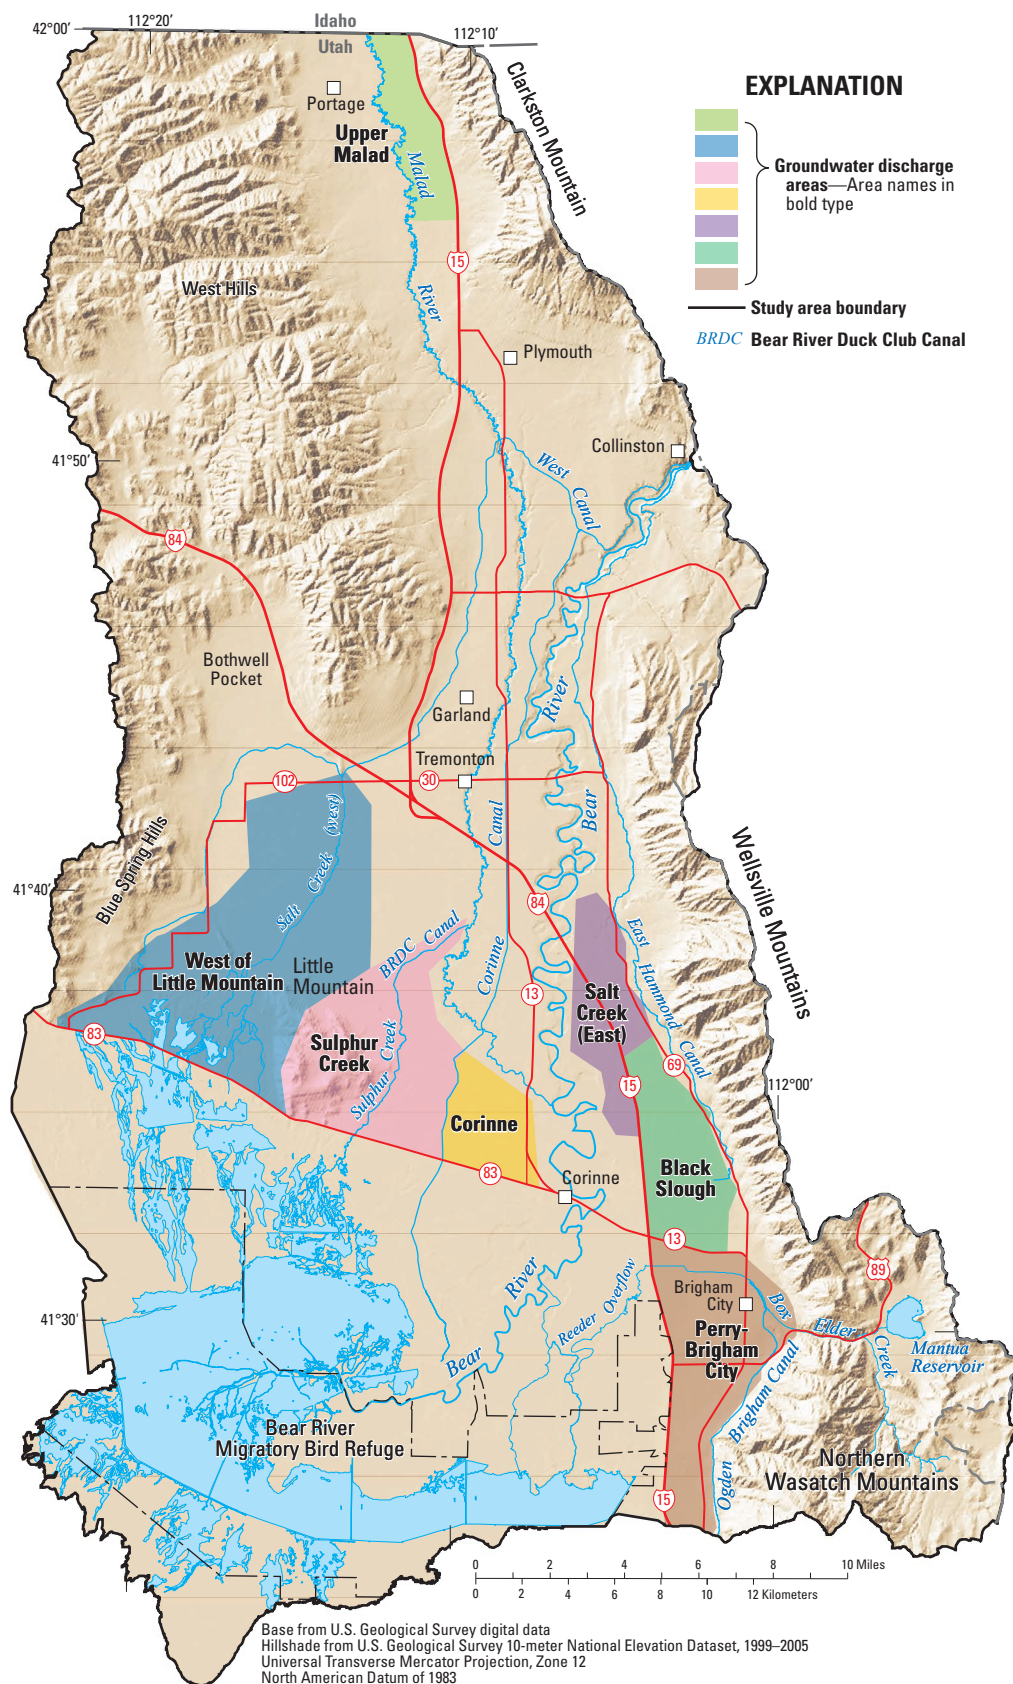 42°00'
112°20'
Idaho
Utah
112°10'
Clarkston Mountain
Portage
Upper
Malad
Malad
River
15
West Hills
Plymouth
EXPLANATION
Groundwater discharge
areas—Area names in
bold type
Study area boundary
BRDC Bear River Duck Club Canal
Collinston
41°50'
West Canal
84
Bothwell
Pocket
Garland
River
Tremonton
102
30
Canal
Bear
Salt Creek (west)
Blue Spring Hills
41°40'
Wellsville Mountains
84
BRDC Canal
East Hammond Canal
West of
Little Mountain
Little
Mountain
Corinne
13
Salt
Creek
(East)
83
Sulphur
Creek
Sulphur Creek
69
15
112°00'
Corinne
Black
Slough
83
Corinne
13
89
River
Reeder Overflow
Brigham
City
Box Elder Creek
41°30'
Perry-
Brigham
City
Mantua
Reservoir
Bear
Brigham Canal
Bear River
Migratory Bird Refuge
Northern
Wasatch Mountains
Ogden
15
0 2 4 6 8 10 Miles
0 2 4 6 8 10 12 Kilometers
Base from U.S. Geological Survey digital data
Hillshade from U.S. Geological Survey 10-meter National Elevation Dataset, 1999–2005
Universal Transverse Mercator Projection, Zone 12
North American Datum of 1983